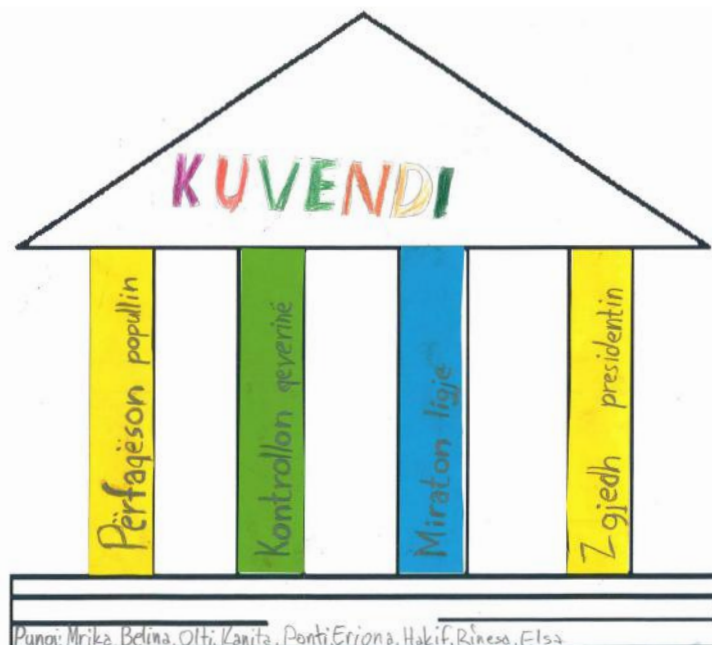 KUVENDI
Përfaqëson popullin
Kontrollon qeverinë
Miraton ligje
Zgjedh presidentin
Punoi: Mrika, Belina, Olti, Kanita, Ponti, Eriona, Hakif, Rinesa, Elsa